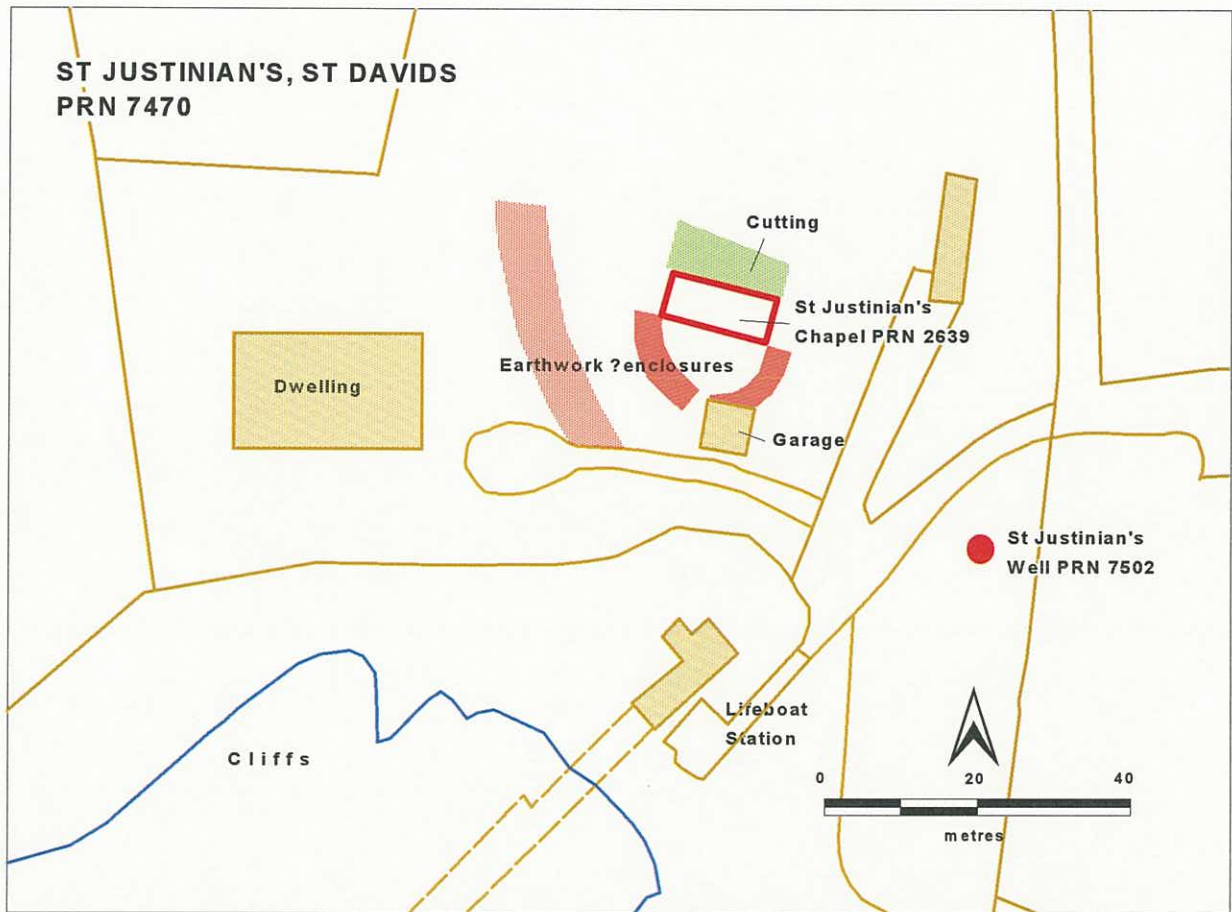 ST JUSTINIAN'S, ST DAVIDS
PRN 7470
Cutting
St Justinian's
Chapel PRN 2639
Earthwork ?enclosures
Dwelling
Garage
St Justinian's
Well PRN 7502
Lifeboat
Station
Cliffs
0 20 40
metres